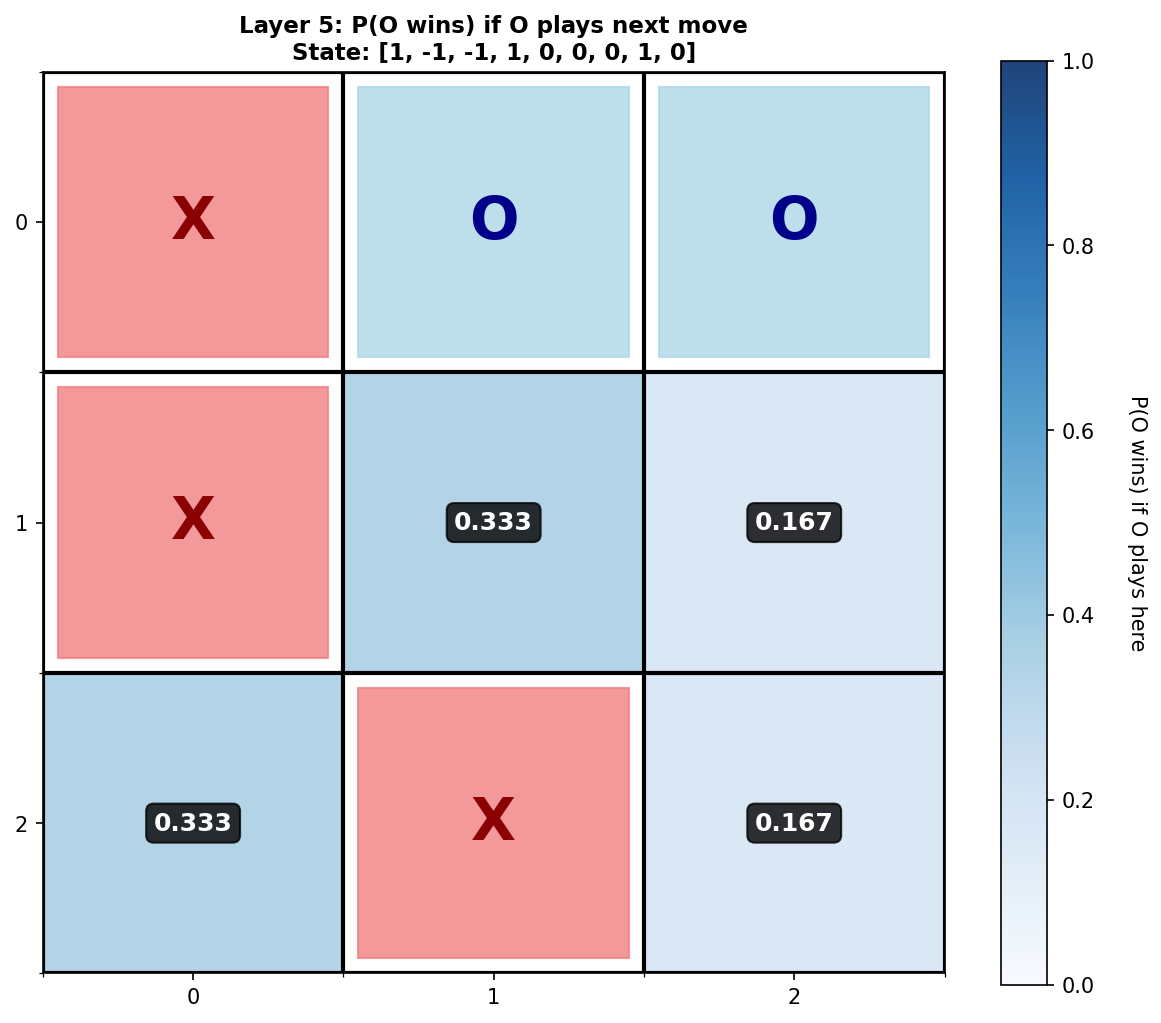 Layer 5: P(O wins) if O plays next move
State: [1, -1, -1, 1, 0, 0, 0, 1, 0]
X O O
X 0.333 0.167
0.333 X 0.167
0
1
2
0 1 2
1.0
0.8
0.6
0.4
0.2
0.0
P(O wins) if O plays here